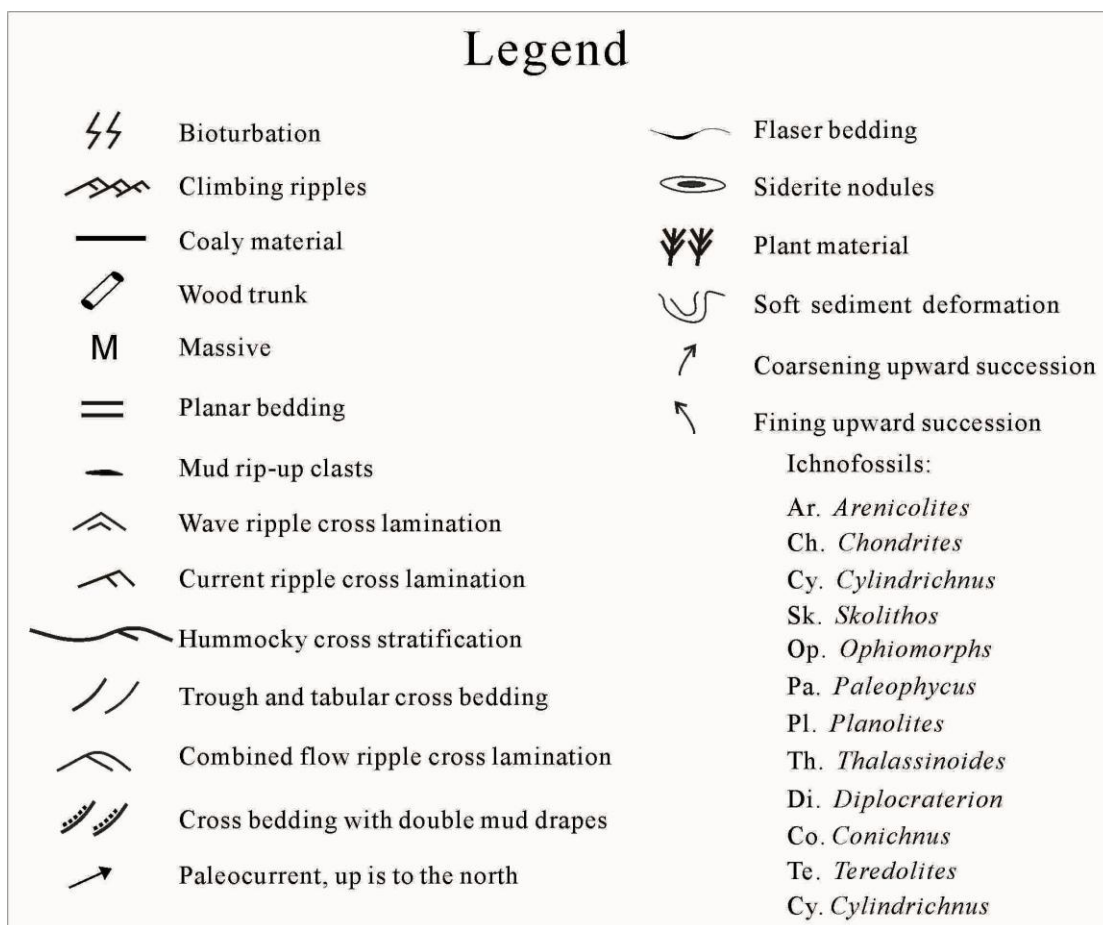 Legend
Bioturbation
Climbing ripples
Coaly material
Wood trunk
M Massive
Planar bedding
Mud rip-up clasts
Wave ripple cross lamination
Current ripple cross lamination
Hummocky cross stratification
Trough and tabular cross bedding
Combined flow ripple cross lamination
Cross bedding with double mud drapes
Paleocurrent, up is to the north
Flaser bedding
Siderite nodules
Plant material
Soft sediment deformation
Coarsening upward succession
Fining upward succession
Ichnofossils:
Ar. Arenicolites
Ch. Chondrites
Cy. Cylindrichnus
Sk. Skolithos
Op. Ophiomorphs
Pa. Paleophycus
Pl. Planolites
Th. Thalassinoides
Di. Diplocraterion
Co. Conichnus
Te. Teredolites
Cy. Cylindrichnus